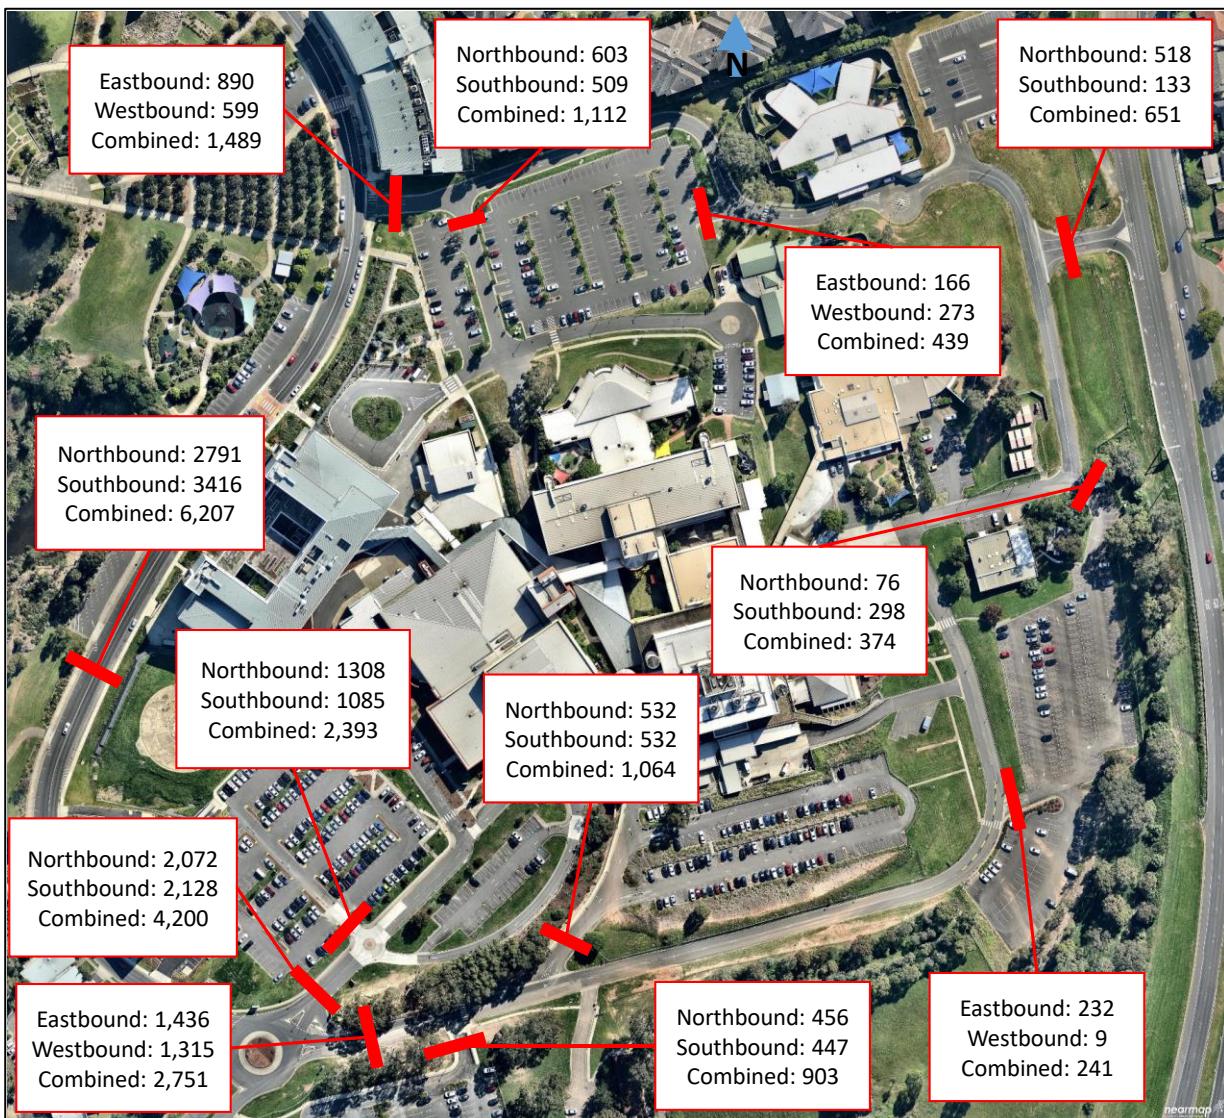 Eastbound: 890
Westbound: 599
Combined: 1,489
Northbound: 603
Southbound: 509
Combined: 1,112
N
Northbound: 518
Southbound: 133
Combined: 651
Eastbound: 166
Westbound: 273
Combined: 439
Northbound: 2791
Southbound: 3416
Combined: 6,207
Northbound: 76
Southbound: 298
Combined: 374
Northbound: 1308
Southbound: 1085
Combined: 2,393
Northbound: 532
Southbound: 532
Combined: 1,064
Northbound: 2,072
Southbound: 2,128
Combined: 4,200
Eastbound: 1,436
Westbound: 1,315
Combined: 2,751
Northbound: 456
Southbound: 447
Combined: 903
Eastbound: 232
Westbound: 9
Combined: 241
nearmap